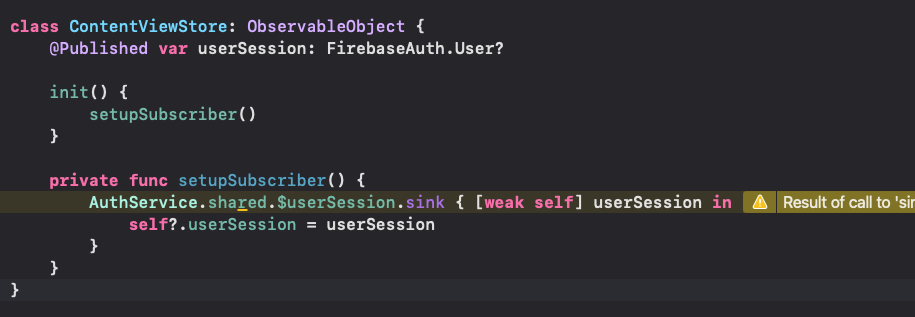 class ContentViewStore: ObservableObject {
@Published var userSession: FirebaseAuth.User?
init() {
setupSubscriber()
}
private func setupSubscriber() {
AuthService.shared.$userSession.sink { [weak self] userSession in Result of call to 'sin
self?.userSession = userSession
}
}
}